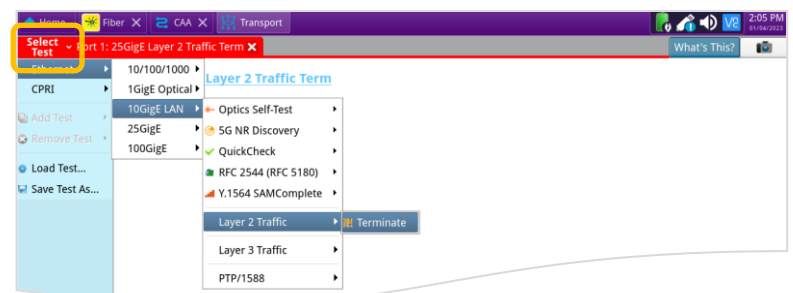 Home Fiber X CAA X Transport V2 2:05 PM
01/04/2023
Select Test Port 1: 25GigE Layer 2 Traffic Term X What's This?
Ethernet 10/100/1000
Layer 2 Traffic Term
CPRI 1GigE Optical
10GigE LAN Optics Self-Test
Add Test
25GigE 5G NR Discovery
Remove Test
100GigE QuickCheck
Load Test... RFC 2544 (RFC 5180)
Save Test As... Y.1564 SAMComplete
Layer 2 Traffic Terminate
Layer 3 Traffic
PTP/1588